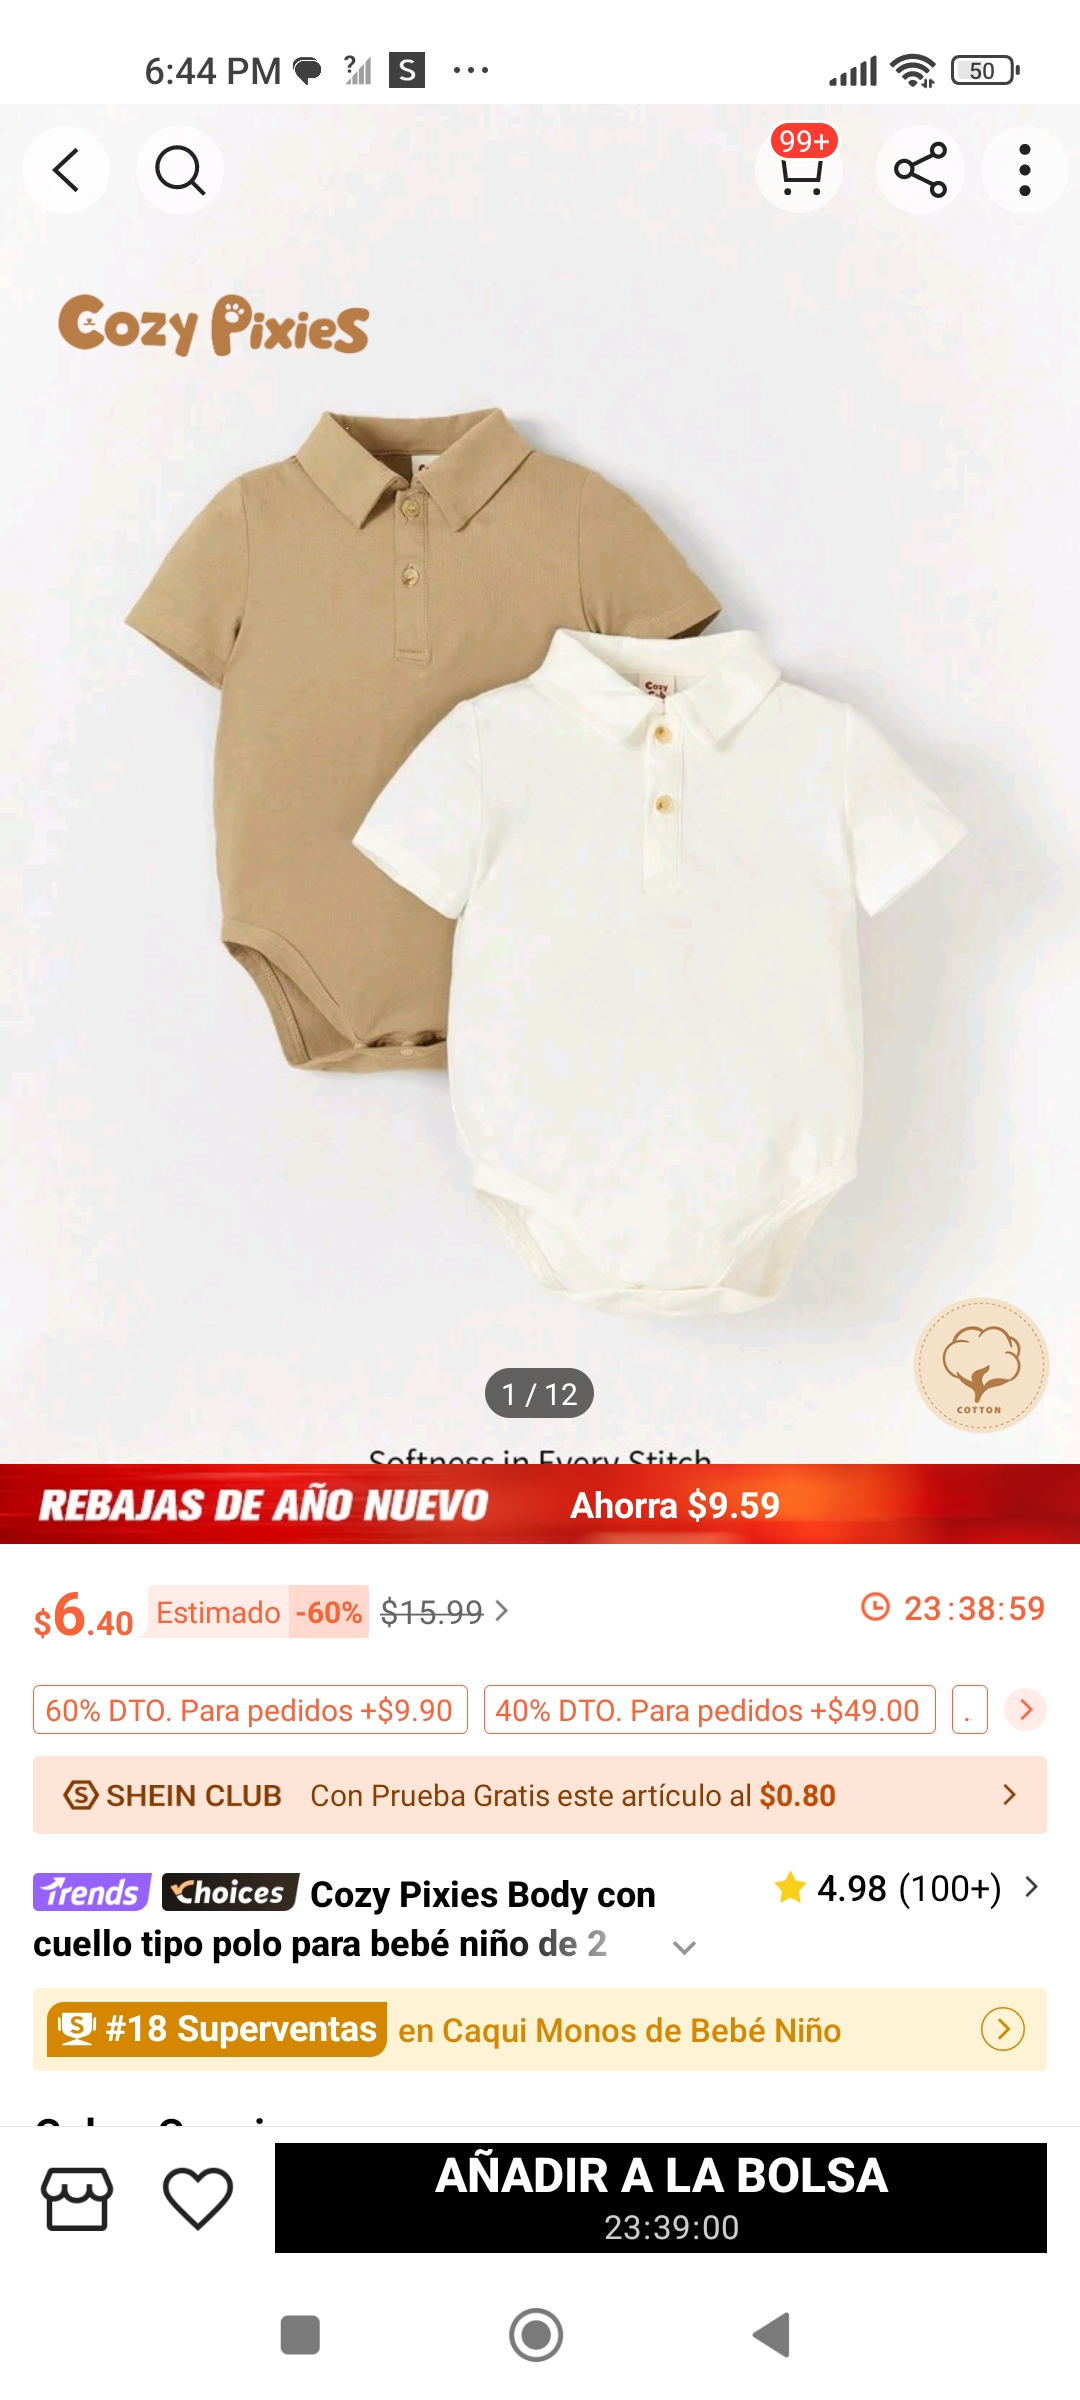 6:44 PM
50
99+
Cozy Pixies
Cozy
1 / 12
COTTON
Softness in Every Stitch
REBAJAS DE AÑO NUEVO Ahorra $9.59
$6.40 Estimado -60% $15.99 23:38:59
60% DTO. Para pedidos +$9.90 40% DTO. Para pedidos +$49.00
SHEIN CLUB Con Prueba Gratis este artículo al $0.80
Trends Choices Cozy Pixies Body con 4.98 (100+)
cuello tipo polo para bebé niño de 2
#18 Superventas en Caqui Monos de Bebé Niño
AÑADIR A LA BOLSA
23:39:00